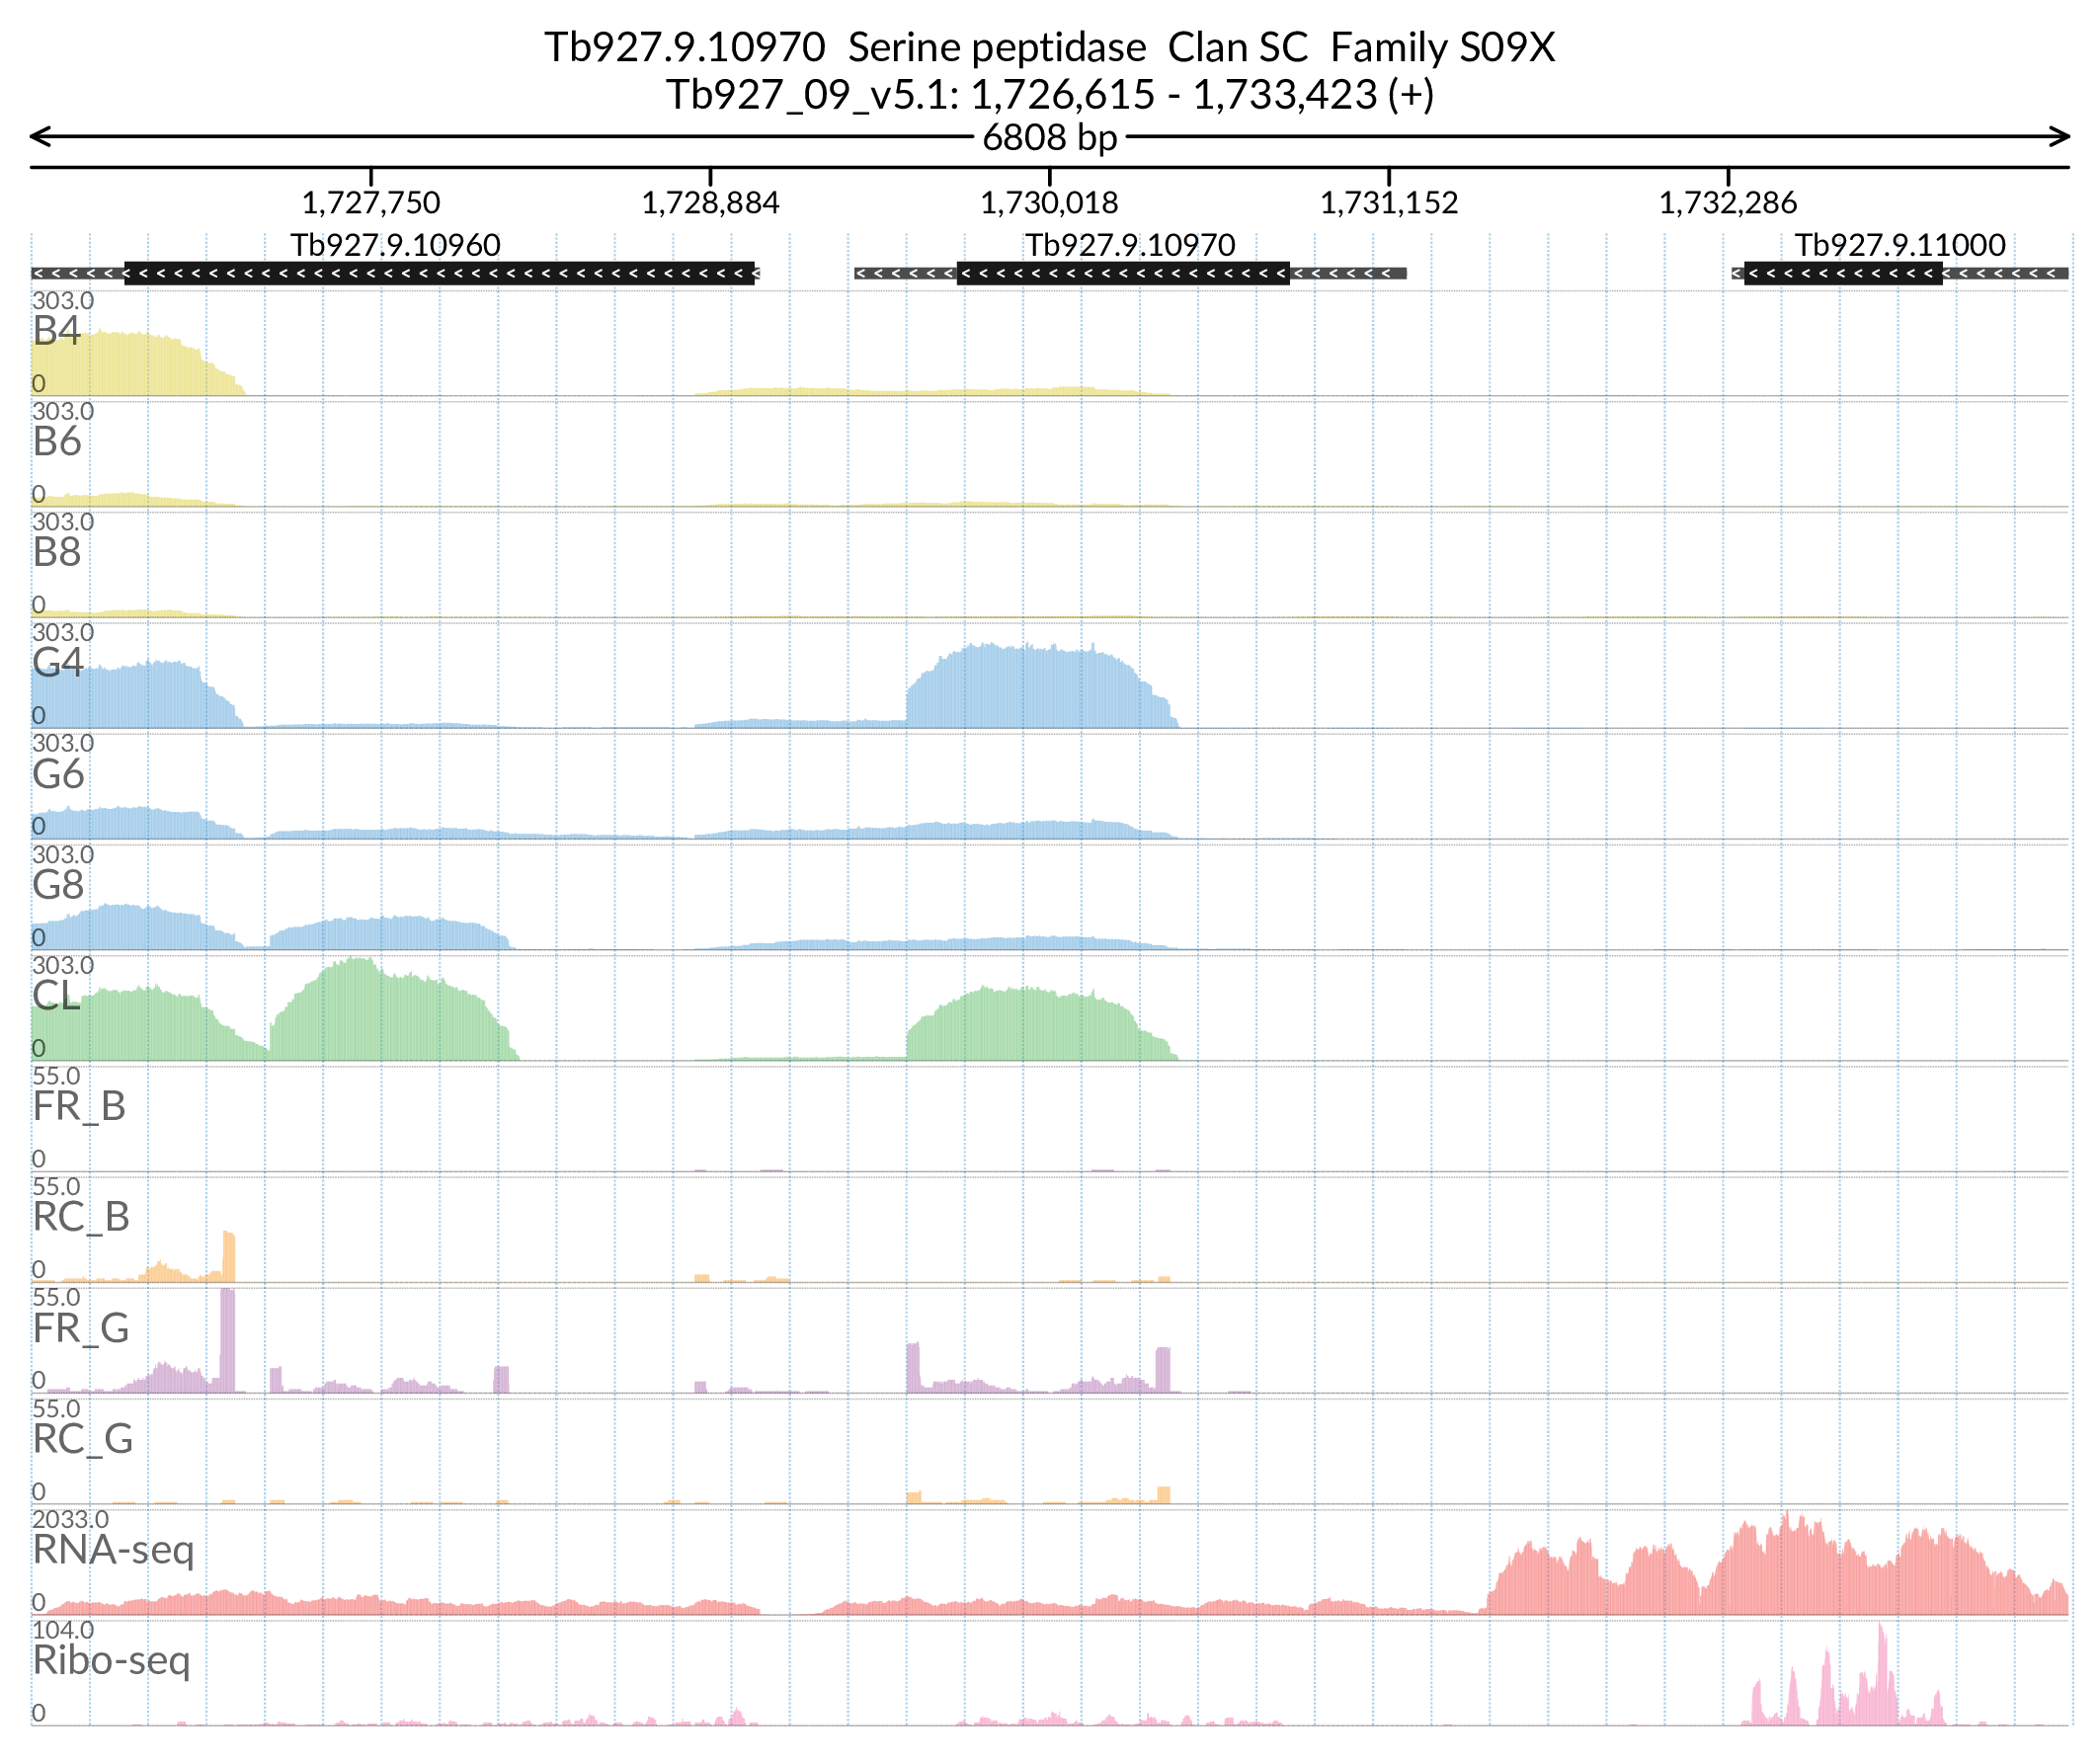 Tb927.9.10970 Serine peptidase Clan SC Family S09X
Tb927_09_v5.1: 1,726,615 - 1,733,423 (+)
6808 bp
1,727,750 1,728,884 1,730,018 1,731,152 1,732,286
Tb927.9.10960 Tb927.9.10970 Tb927.9.11000
303.0
B4
0
303.0
B6
0
303.0
B8
0
303.0
G4
0
303.0
G6
0
303.0
G8
0
303.0
CL
0
55.0
FR_B
0
55.0
RC_B
0
55.0
FR_G
0
55.0
RC_G
0
2033.0
RNA-seq
0
104.0
Ribo-seq
0